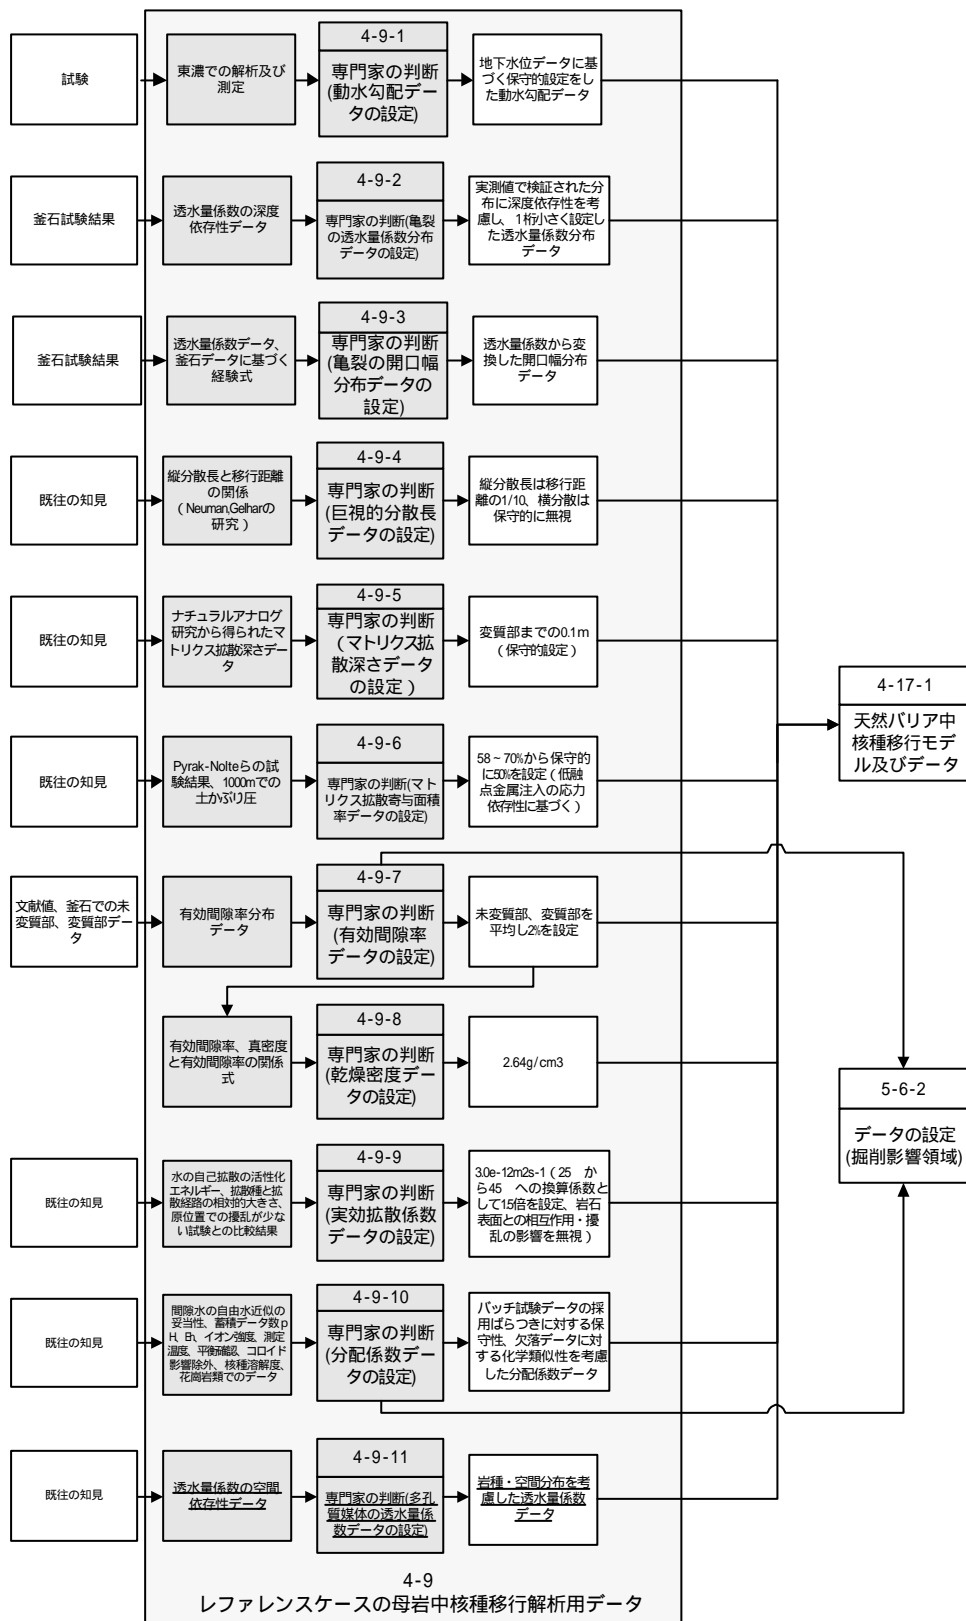 試験
東濃での解析及び
測定
4-9-1
専門家の判断
(動水勾配デー
タの設定)
地下水位データに基
づく保守的設定をし
た動水勾配データ
釜石試験結果
透水量係数の深度
依存性データ
4-9-2
専門家の判断(亀裂
の透水量係数分布
データの設定)
実測値で検証された分
布に深度依存性を考
慮し、1桁小さく設定し
た透水量係数分布
データ
釜石試験結果
透水量係数データ、
釜石データに基づく
経験式
4-9-3
専門家の判断
(亀裂の開口幅
分布データの
設定)
透水量係数から変
換した開口幅分布
データ
既往の知見
縦分散長と移行距離
の関係
(Neuman,Gelharの
研究)
4-9-4
専門家の判断
(巨視的分散長
データの設定)
縦分散長は移行距
離の1/10、横分散は
保守的に無視
既往の知見
ナチュラルアナログ
研究から得られたマ
トリクス拡散深さデー
タ
4-9-5
専門家の判断
(マトリクス拡
散深さデータ
の設定)
変質部までの0.1m
(保守的設定)
既往の知見
Pyrak-Nolteらの試
験結果、1000mでの
土かぶり圧
4-9-6
専門家の判断(マト
リクス拡散寄与面積
率データの設定)
58~70%から保守的
に50%を設定(低融
点金属注入の応力
依存性に基づく)
4-17-1
天然バリア中
核種移行モデ
ル及びデータ
文献値、釜石での未
変質部、変質部デー
タ
有効間隙率分布
データ
4-9-7
専門家の判断
(有効間隙率
データの設定)
未変質部、変質部を
平均し2%を設定
有効間隙率、真密度
と有効間隙率の関係
式
4-9-8
専門家の判断
(乾燥密度デー
タの設定)
2.64g/cm3
5-6-2
データの設定
(掘削影響領域)
既往の知見
水の自己拡散の活性化
エネルギー、拡散種と拡
散経路の相対的大きさ、
原位置での擾乱が少な
い試験との比較結果
4-9-9
専門家の判断
(実効拡散係数
データの設定)
3.0e-12m2s-1(25 か
ら45 への換算係数と
して1.5倍を設定、岩石
表面との相互作用・擾
乱の影響を無視)
既往の知見
間隙水の自由水近似の
妥当性、蓄積データ数p
H、Eh、イオン強度、測定
温度、平衡確認、コロイド
影響除外、核種溶解度、
花崗岩類でのデータ
4-9-10
専門家の判断
(分配係数デー
タの設定)
バッチ試験データの採
用ばらつきに対する保
守性、欠落データに対
する化学類似性を考慮
した分配係数データ
既往の知見
透水量係数の空間
依存性データ
4-9-11
専門家の判断(多孔
質媒体の透水量係
数データの設定)
岩種・空間分布を考
慮した透水量係数
データ
4-9
レファレンスケースの母岩中核種移行解析用データ